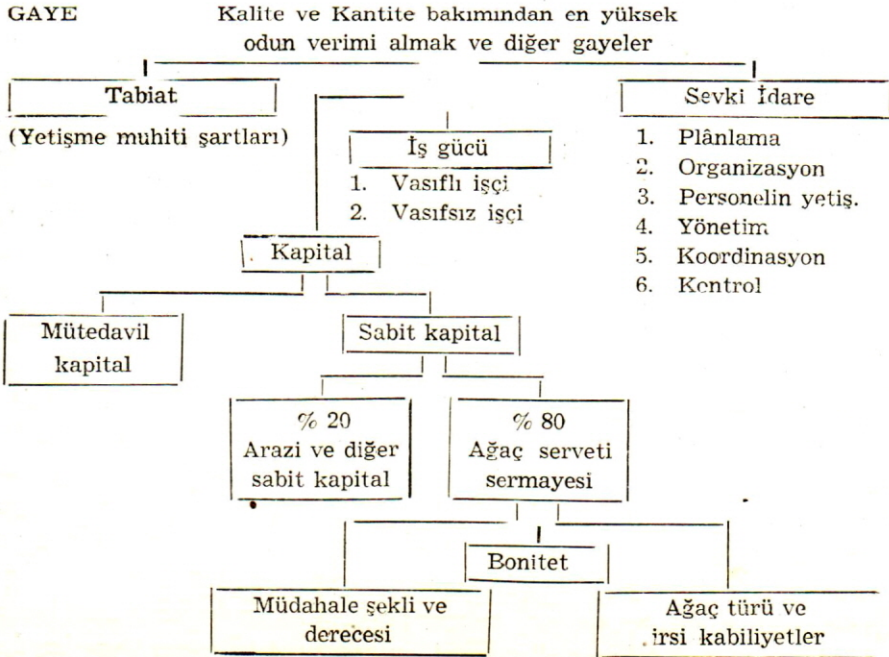 GAYE
Kalite ve Kantite bakımından en yüksek
odun verimi almak ve diğer gayeler
Tabiat
(Yetişme muhiti şartları)
İş gücü
1. Vasıflı işçi
2. Vasıfsız işçi
Sevki İdare
1. Plânlama
2. Organizasyon
3. Personelin yetiş.
4. Yönetim
5. Koordinasyon
6. Kontrol
Kapital
Mütedavil
kapital
Sabit kapital
% 20
Arazi ve diğer
sabit kapital
% 80
Ağaç serveti
sermayesi
Bonitet
Müdahale şekli ve
derecesi
Ağaç türü ve
irsi kabiliyetler